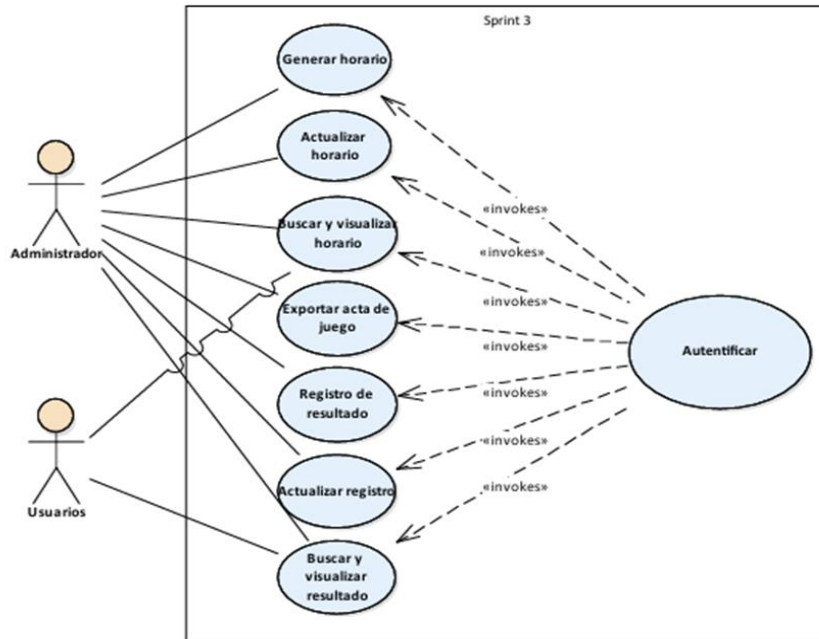 Sprint 3
Generar horario
Actualizar
horario
Buscar y visualizar
horario
Exportar acta de
juego
Registro de
resultado
Actualizar registro
Buscar y
visualizar
resultado
Administrador
Usuarios
«invokes»
«invokes»
«invokes»
«invokes»
«invokes»
«invokes»
«invokes»
Autentificar